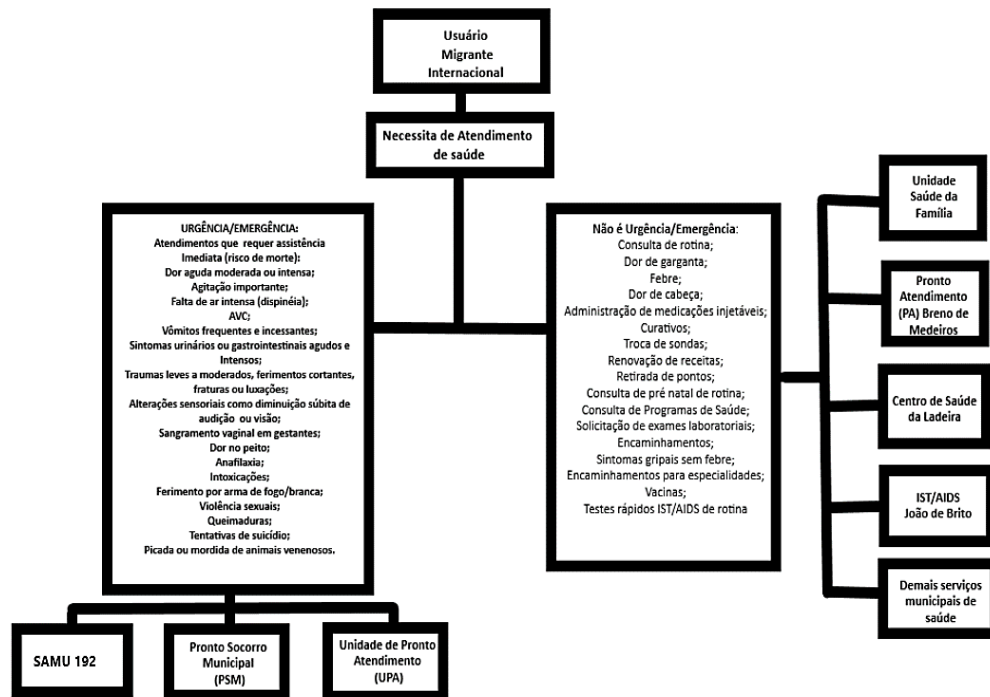 Usuário
Migrante
Internacional
Necessita de Atendimento
de saúde
URGÊNCIA/EMERGÊNCIA:
Atendimentos que requer assistência
Imediata (risco de morte):
Dor aguda moderada ou intensa;
Agitação importante;
Falta de ar intensa (dispinéia);
AVC;
Vômitos frequentes e incessantes;
Sintomas urinários ou gastrointestinais agudos e
Intensos;
Traumas leves a moderados, ferimentos cortantes,
fraturas ou luxações;
Alterações sensoriais como diminuição súbita de
audição ou visão;
Sangramento vaginal em gestantes;
Dor no peito;
Anafilaxia;
Intoxicações;
Ferimento por arma de fogo/branca;
Violência sexuais;
Queimaduras;
Tentativas de suicídio;
Picada ou mordida de animais venenosos.
SAMU 192
Pronto Socorro
Municipal
(PSM)
Unidade de Pronto
Atendimento
(UPA)
Não é Urgência/Emergência:
Consulta de rotina;
Dor de garganta;
Febre;
Dor de cabeça;
Administração de medicações injetáveis;
Curativos;
Troca de sondas;
Renovação de receitas;
Retirada de pontos;
Consulta de pré natal de rotina;
Consulta de Programas de Saúde;
Solicitação de exames laboratoriais;
Encaminhamentos;
Sintomas gripais sem febre;
Encaminhamentos para especialidades;
Vacinas;
Testes rápidos IST/AIDS de rotina
Unidade
Saúde da
Família
Pronto
Atendimento
(PA) Breno de
Medeiros
Centro de Saúde
da Ladeira
IST/AIDS
João de Brito
Demais serviços
municipais de
saúde